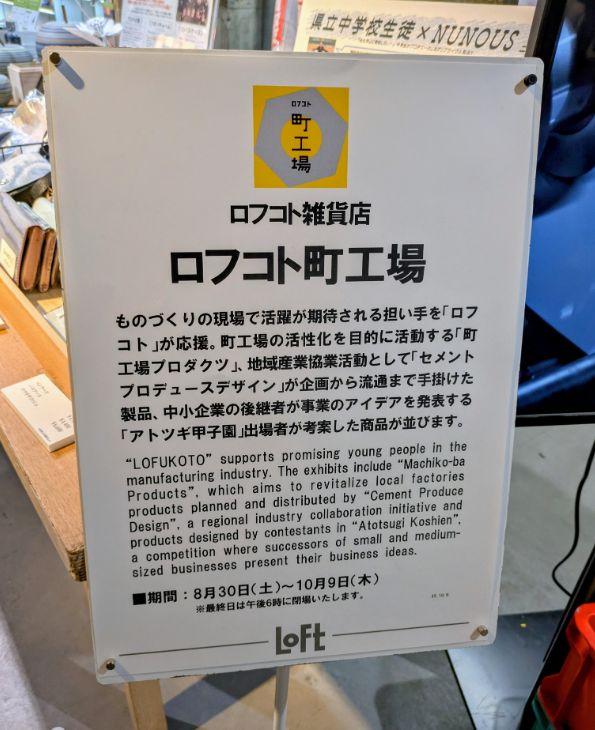 県立中学校生徒×NUNOUS
ロフコト
町
工
場
ロフコト雑貨店
ロフコト町工場
ものづくりの現場で活躍が期待される担い手を「ロフ
コト」が応援。町工場の活性化を目的に活動する「町
工場プロダクツ」、地域産業協業活動として「セメント
プロデュースデザイン」が企画から流通まで手掛けた
製品、中小企業の後継者が事業のアイデアを発表する
「アトツギ甲子園」出場者が考案した商品が並びます。
“LOFUKOTO” supports promising young people in the
manufacturing industry. The exhibits include “Machiko-ba
Products”, which aims to revitalize local factories
products planned and distributed by “Cement Produce
Design”, a regional industry collaboration initiative and
products designed by contestants in “Atotsugi Koshien”,
a competition where successors of small and medium-
sized businesses present their business ideas.
■期間：8月30日（土）～10月9日（木）
※最終日は午後6時に閉場いたします。
LOFT